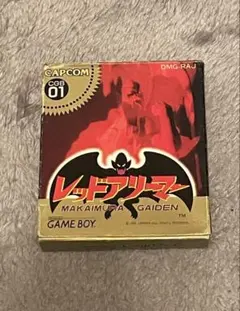 CAPCOM
DMG-RAJ
CGB
01
レッドアリーマー
MAKAIMURA GAIDEN
TM
GAME BOY